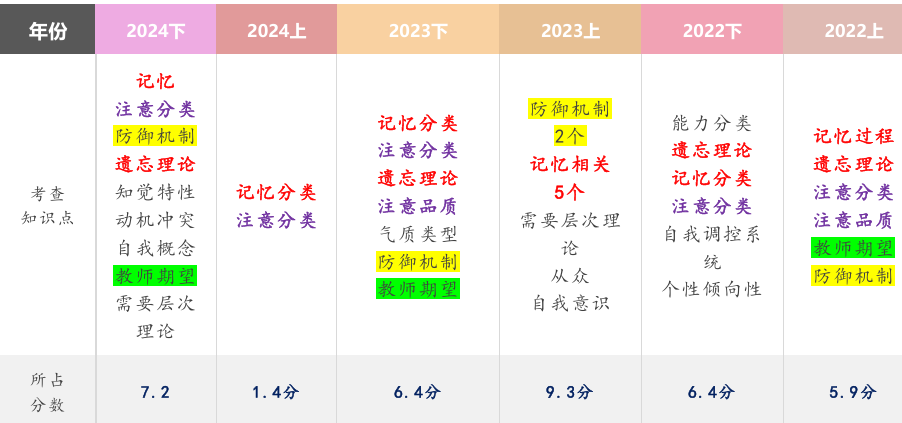 年份
2024下
2024上
2023下
2023上
2022下
2022上
考查
知识点
记忆
注意分类
防御机制
遗忘理论
知觉特性
动机冲突
自我概念
教师期望
需要层次
理论
记忆分类
注意分类
记忆分类
注意分类
遗忘理论
注意品质
气质类型
防御机制
教师期望
防御机制
2个
记忆相关
5个
需要层次理
论
从众
自我意识
能力分类
遗忘理论
记忆分类
注意分类
自我调控系
统
个性倾向性
记忆过程
遗忘理论
注意分类
注意品质
教师期望
防御机制
所占
分数
7.2
1.4分
6.4分
9.3分
6.4分
5.9分